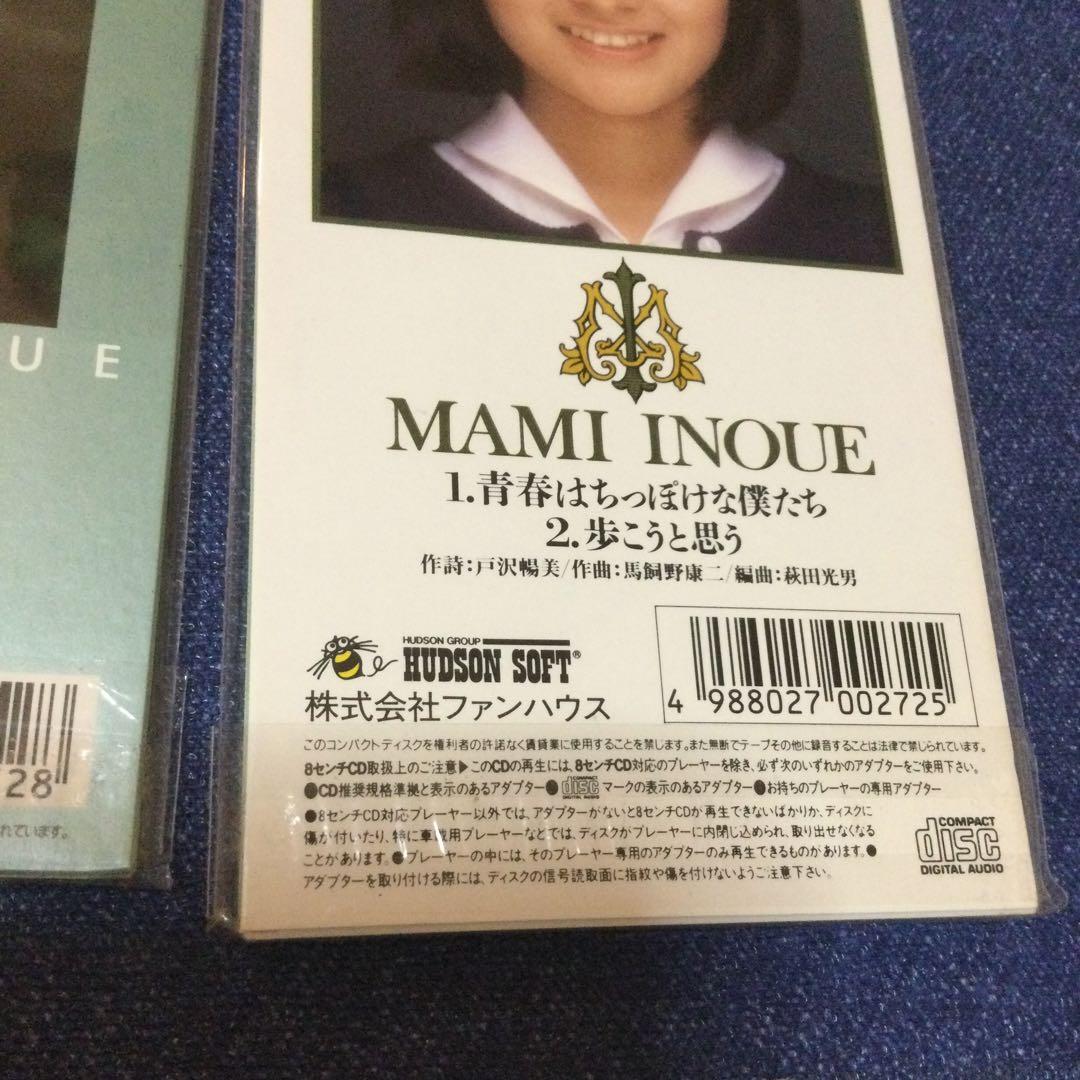 UE
28
れています。
MAMI INOUE
1.青春はちっぽけな僕たち
2.歩こうと思う
作詩:戸沢暢美/作曲:馬飼野康二/編曲:萩田光男
HUDSON GROUP
HUDSON SOFT®
株式会社ファンハウス
4 988027 002725
このコンパクトディスクを権利者の許諾なく賃貸業に使用することを禁じます。また無断でテープその他に録音することは法律で禁じられています。
8センチCD取扱上のご注意▶このCDの再生には、8センチCD対応のプレーヤーを除き、必ず次のいずれかのアダプターをご使用下さい。
●CD推奨規格準拠と表示のあるアダプター●COMPACT disc DIGITAL AUDIOマークの表示のあるアダプター●お持ちのプレーヤーの専用アダプター
●8センチCD対応プレーヤー以外では、アダプターがないと8センチCDが再生できないばかりか、ディスクに
傷が付いたり、特に車載用プレーヤーなどでは、ディスクがプレーヤーに内閉じ込められ、取り出せなくなる
ことがあります。●プレーヤーの中には、そのプレーヤー専用のアダプターのみ再生できるものがあります。●
アダプターを取り付ける際には、ディスクの信号読取面に指紋や傷を付けないようご注意下さい。
COMPACT
disc
DIGITAL AUDIO